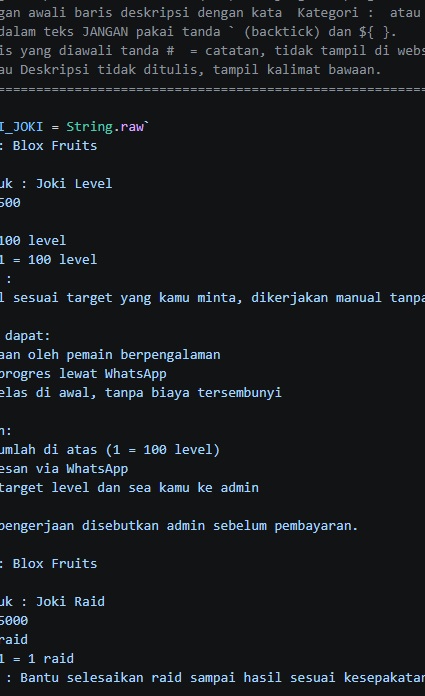 gan awali baris deskripsi dengan kata  Kategori :  atau
dalam teks JANGAN pakai tanda ` (backtick) dan ${ }.
is yang diawali tanda #  = catatan, tidak tampil di webs
au Deskripsi tidak ditulis, tampil kalimat bawaan.
========================================================
I_JOKI = String.raw`
: Blox Fruits
uk : Joki Level
500
100 level
1 = 100 level
 :
l sesuai target yang kamu minta, dikerjakan manual tanpa
 dapat:
aan oleh pemain berpengalaman
progres lewat WhatsApp
elas di awal, tanpa biaya tersembunyi
n:
umlah di atas (1 = 100 level)
esan via WhatsApp
target level dan sea kamu ke admin
pengerjaan disebutkan admin sebelum pembayaran.
: Blox Fruits
uk : Joki Raid
5000
raid
1 = 1 raid
 : Bantu selesaikan raid sampai hasil sesuai kesepakatan